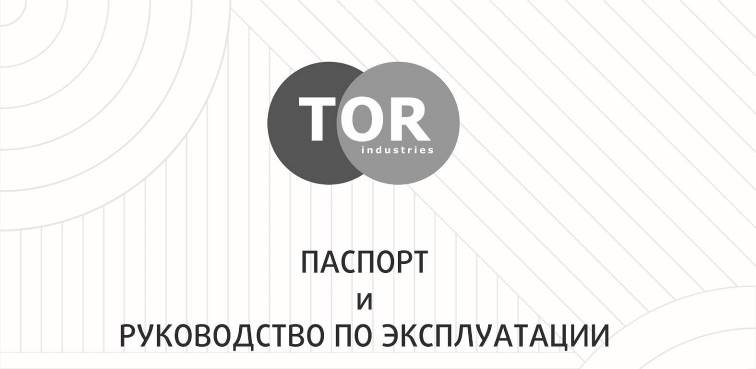 TOR
industries
ПАСПОРТ
и
РУКОВОДСТВО ПО ЭКСПЛУАТАЦИИ